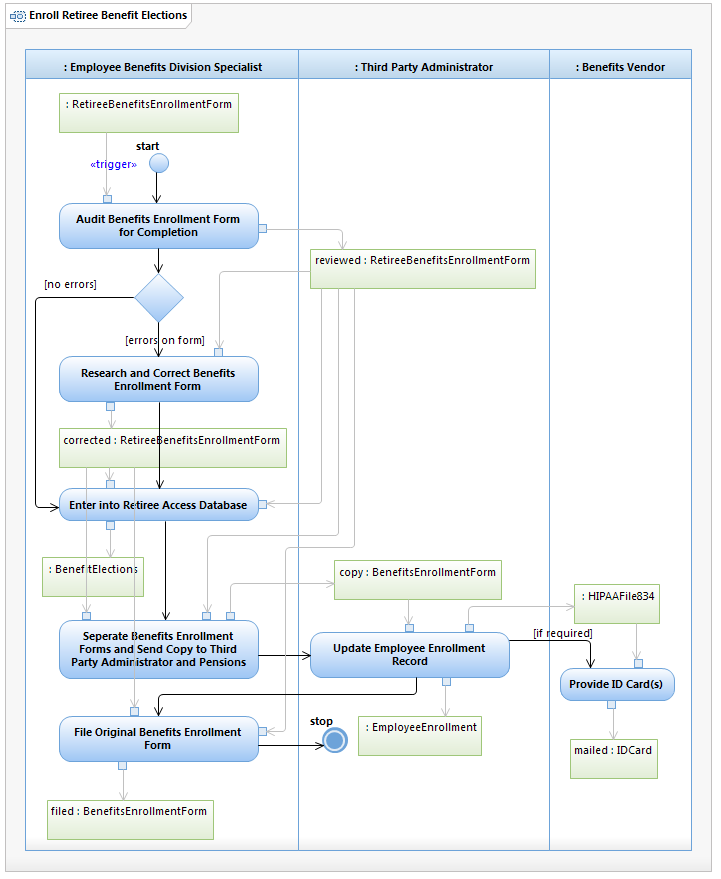 Enroll Retiree Benefit Elections
: Employee Benefits Division Specialist
: Third Party Administrator
: Benefits Vendor
: RetireeBenefitsEnrollmentForm
start
«trigger»
Audit Benefits Enrollment Form
for Completion
reviewed : RetireeBenefitsEnrollmentForm
[no errors]
[errors on form]
Research and Correct Benefits
Enrollment Form
corrected : RetireeBenefitsEnrollmentForm
Enter into Retiree Access Database
: BenefitElections
copy : BenefitsEnrollmentForm
: HIPAAFile834
Seperate Benefits Enrollment
Forms and Send Copy to Third
Party Administrator and Pensions
Update Employee Enrollment
Record
[if required]
Provide ID Card(s)
File Original Benefits Enrollment
Form
stop
: EmployeeEnrollment
mailed : IDCard
filed : BenefitsEnrollmentForm